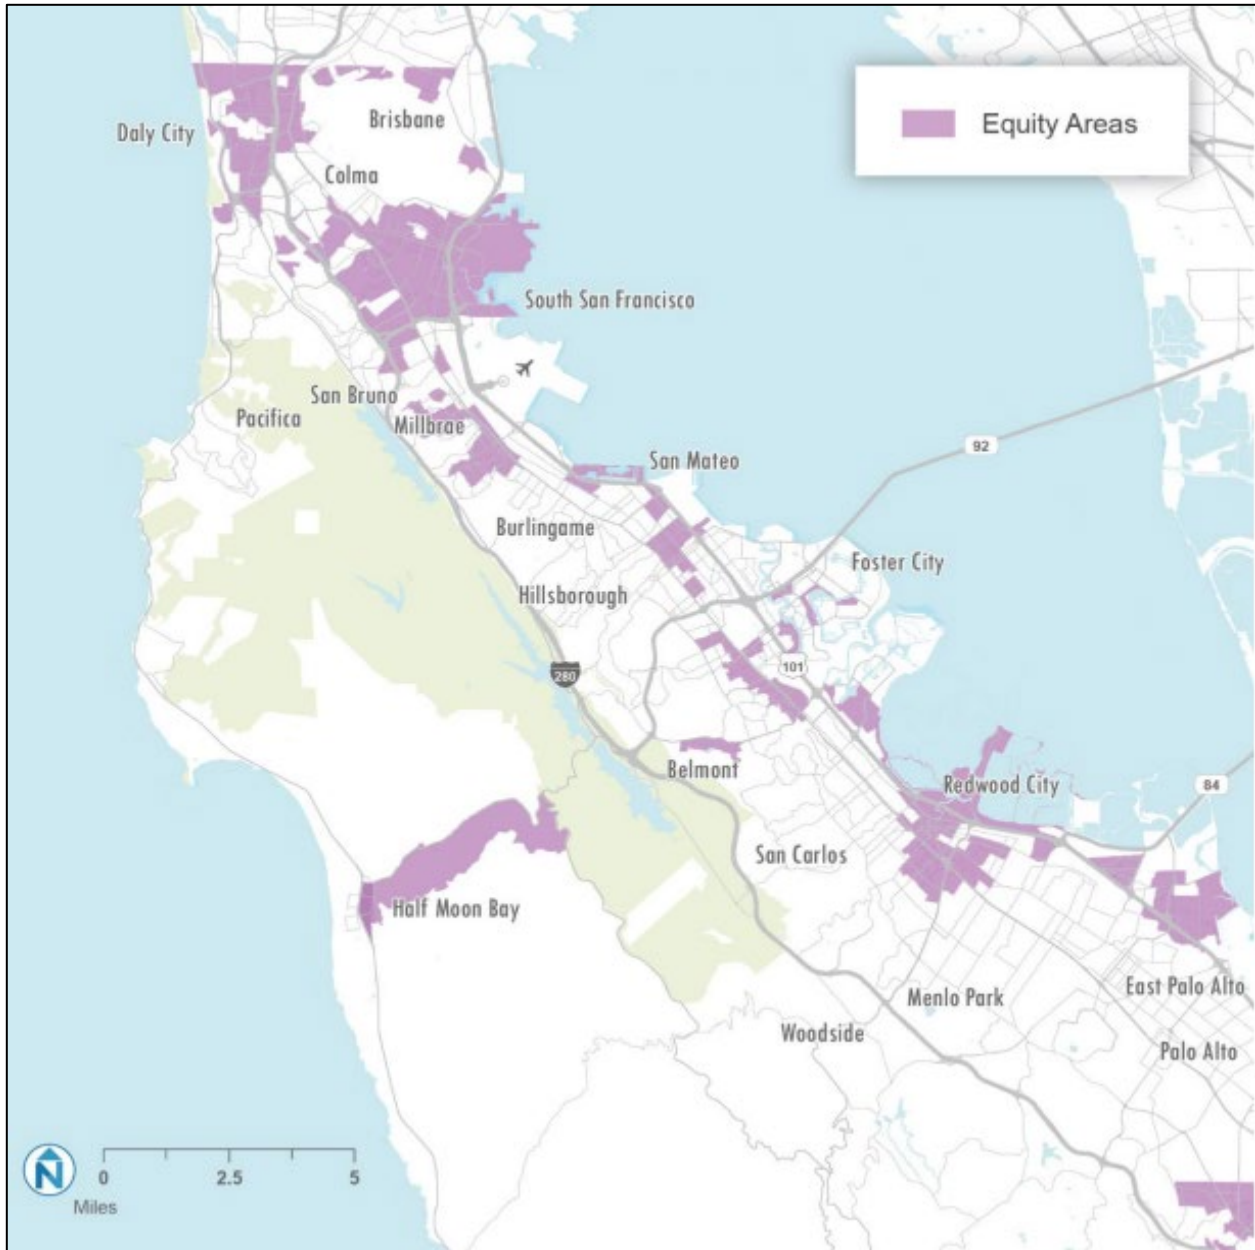 Equity Areas
Brisbane
Daly City
Colma
South San Francisco
San Bruno
Pacifica
Millbrae
San Mateo
92
Burlingame
Foster City
Hillsborough
101
280
Belmont
Redwood City
84
San Carlos
Half Moon Bay
East Palo Alto
Menlo Park
Woodside
Palo Alto
N
0 2.5 5
Miles